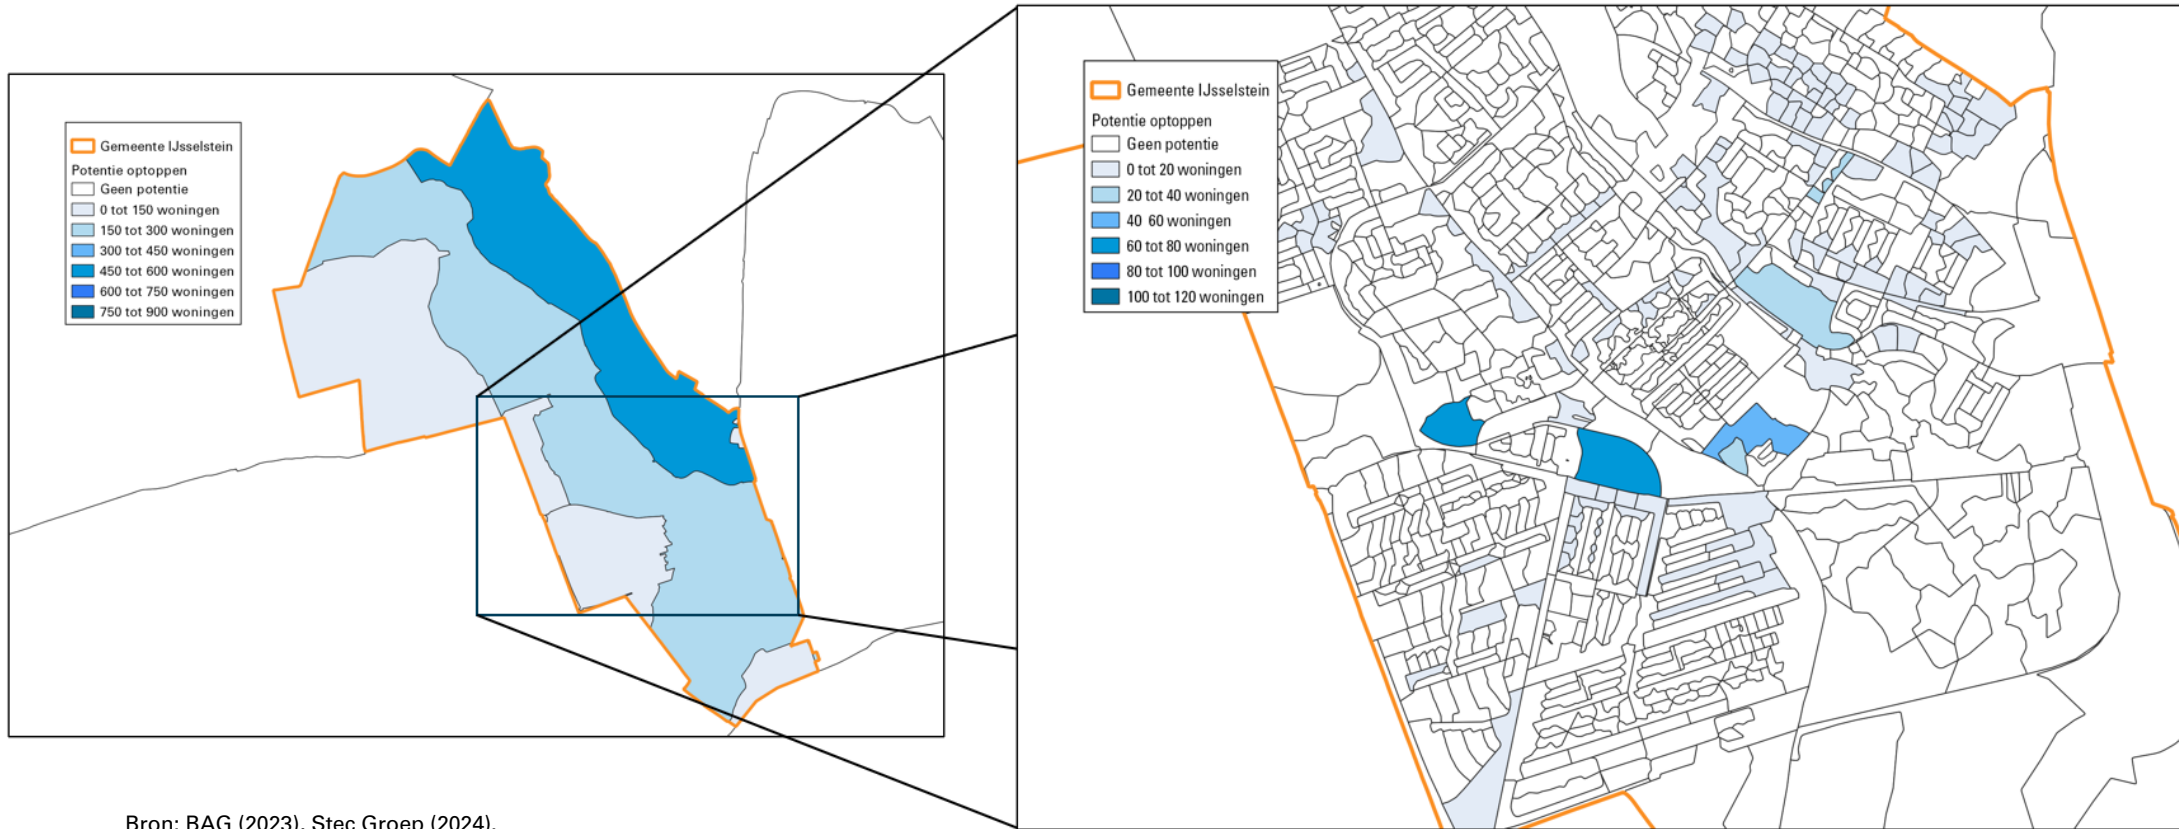 Gemeente IJsselstein
Potentie optoppen
Geen potentie
0 tot 150 woningen
150 tot 300 woningen
300 tot 450 woningen
450 tot 600 woningen
600 tot 750 woningen
750 tot 900 woningen
Gemeente IJsselstein
Potentie optoppen
Geen potentie
0 tot 20 woningen
20 tot 40 woningen
40 60 woningen
60 tot 80 woningen
80 tot 100 woningen
100 tot 120 woningen
Bron: BAG (2023), Stec Groep (2024).